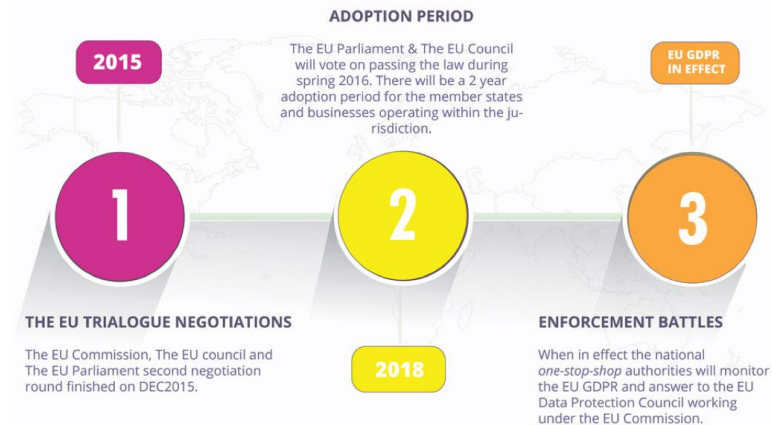 2015
1
THE EU TRIALOGUE NEGOTIATIONS
The EU Commission, The EU council and
The EU Parliament second negotiation
round finished on DEC2015.
ADOPTION PERIOD
The EU Parliament & The EU Council
will vote on passing the law during
spring 2016. There will be a 2 year
adoption period for the member states
and businesses operating within the ju-
risdiction.
2
2018
EU GDPR
IN EFFECT
3
ENFORCEMENT BATTLES
When in effect the national
one-stop-shop authorities will monitor
the EU GDPR and answer to the EU
Data Protection Council working
under the EU Commission.